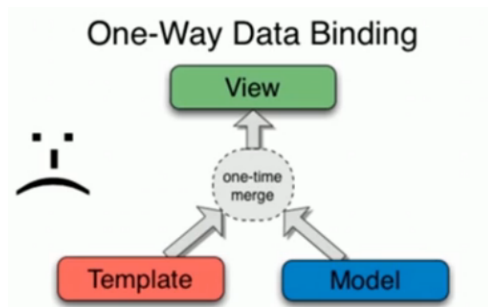 One-Way Data Binding
View
one-time
merge
Template
Model